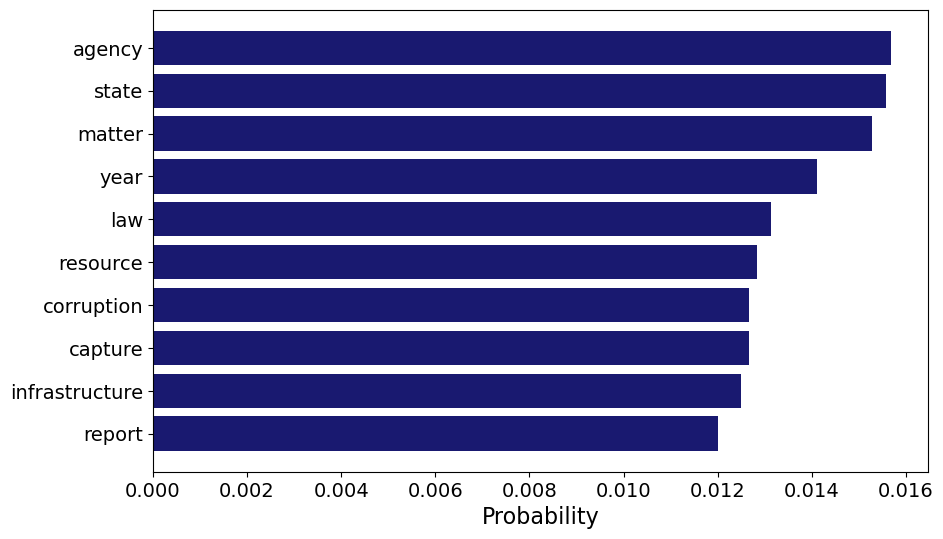 agency
state
matter
year
law
resource
corruption
capture
infrastructure
report
0.000 0.002 0.004 0.006 0.008 0.010 0.012 0.014 0.016
Probability